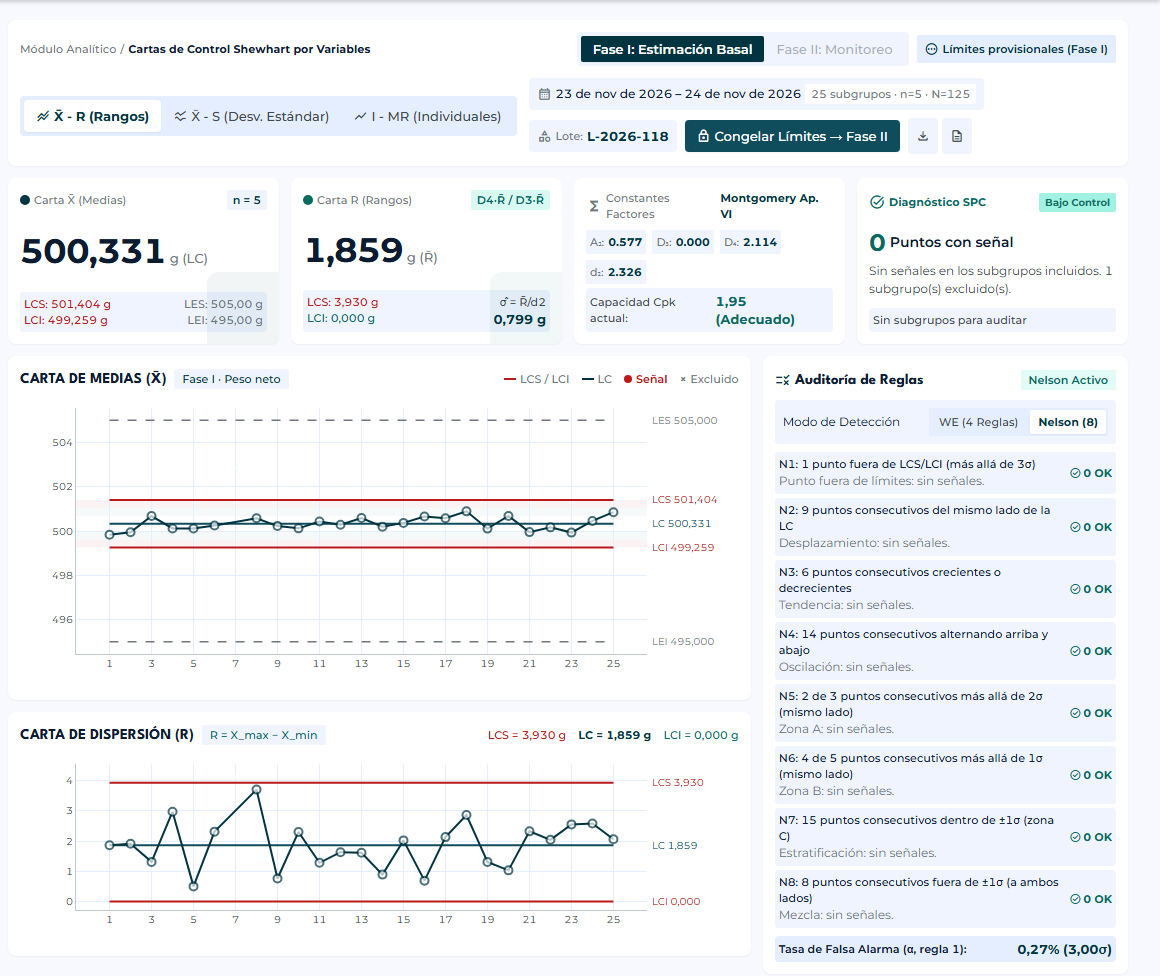 Módulo Analítico / Cartas de Control Shewhart por Variables
Fase I: Estimación Basal
Fase II: Monitoreo
Límites provisionales (Fase I)
X̄ - R (Rangos)
X̄ - S (Desv. Estándar)
I - MR (Individuales)
23 de nov de 2026 – 24 de nov de 2026
25 subgrupos · n=5 · N=125
Lote: L-2026-118
Congelar Límites → Fase II
Carta X̄ (Medias)
n = 5
500,331 g (LC)
LCS: 501,404 g
LES: 505,00 g
LCI: 499,259 g
LEI: 495,00 g
Carta R (Rangos)
D4·R̄ / D3·R̄
1,859 g (R̄)
LCS: 3,930 g
σ̂ = R̄/d2
LCI: 0,000 g
0,799 g
Σ
Constantes
Factores
Montgomery Ap.
VI
A₂: 0.577
D₃: 0.000
D₄: 2.114
d₂: 2.326
Capacidad Cpk
actual:
1,95
(Adecuado)
Diagnóstico SPC
Bajo Control
0 Puntos con señal
Sin señales en los subgrupos incluidos. 1
subgrupo(s) excluido(s).
Sin subgrupos para auditar
CARTA DE MEDIAS (X̄)
Fase I · Peso neto
LCS / LCI
LC
Señal
× Excluido
504
502
500
498
496
LES 505,000
LCS 501,404
LC 500,331
LCI 499,259
LEI 495,000
1 3 5 7 9 11 13 15 17 19 21 23 25
CARTA DE DISPERSIÓN (R)
R = X_max − X_min
LCS = 3,930 g
LC = 1,859 g
LCI = 0,000 g
4
3
2
1
0
LCS 3,930
LC 1,859
LCI 0,000
1 3 5 7 9 11 13 15 17 19 21 23 25
Auditoría de Reglas
Nelson Activo
Modo de Detección
WE (4 Reglas)
Nelson (8)
N1: 1 punto fuera de LCS/LCI (más allá de 3σ)
Punto fuera de límites: sin señales.
0 OK
N2: 9 puntos consecutivos del mismo lado de la
LC
Desplazamiento: sin señales.
0 OK
N3: 6 puntos consecutivos crecientes o
decrecientes
Tendencia: sin señales.
0 OK
N4: 14 puntos consecutivos alternando arriba y
abajo
Oscilación: sin señales.
0 OK
N5: 2 de 3 puntos consecutivos más allá de 2σ
(mismo lado)
Zona A: sin señales.
0 OK
N6: 4 de 5 puntos consecutivos más allá de 1σ
(mismo lado)
Zona B: sin señales.
0 OK
N7: 15 puntos consecutivos dentro de ±1σ (zona
C)
Estratificación: sin señales.
0 OK
N8: 8 puntos consecutivos fuera de ±1σ (a ambos
lados)
Mezcla: sin señales.
0 OK
Tasa de Falsa Alarma (α, regla 1):
0,27% (3,00σ)